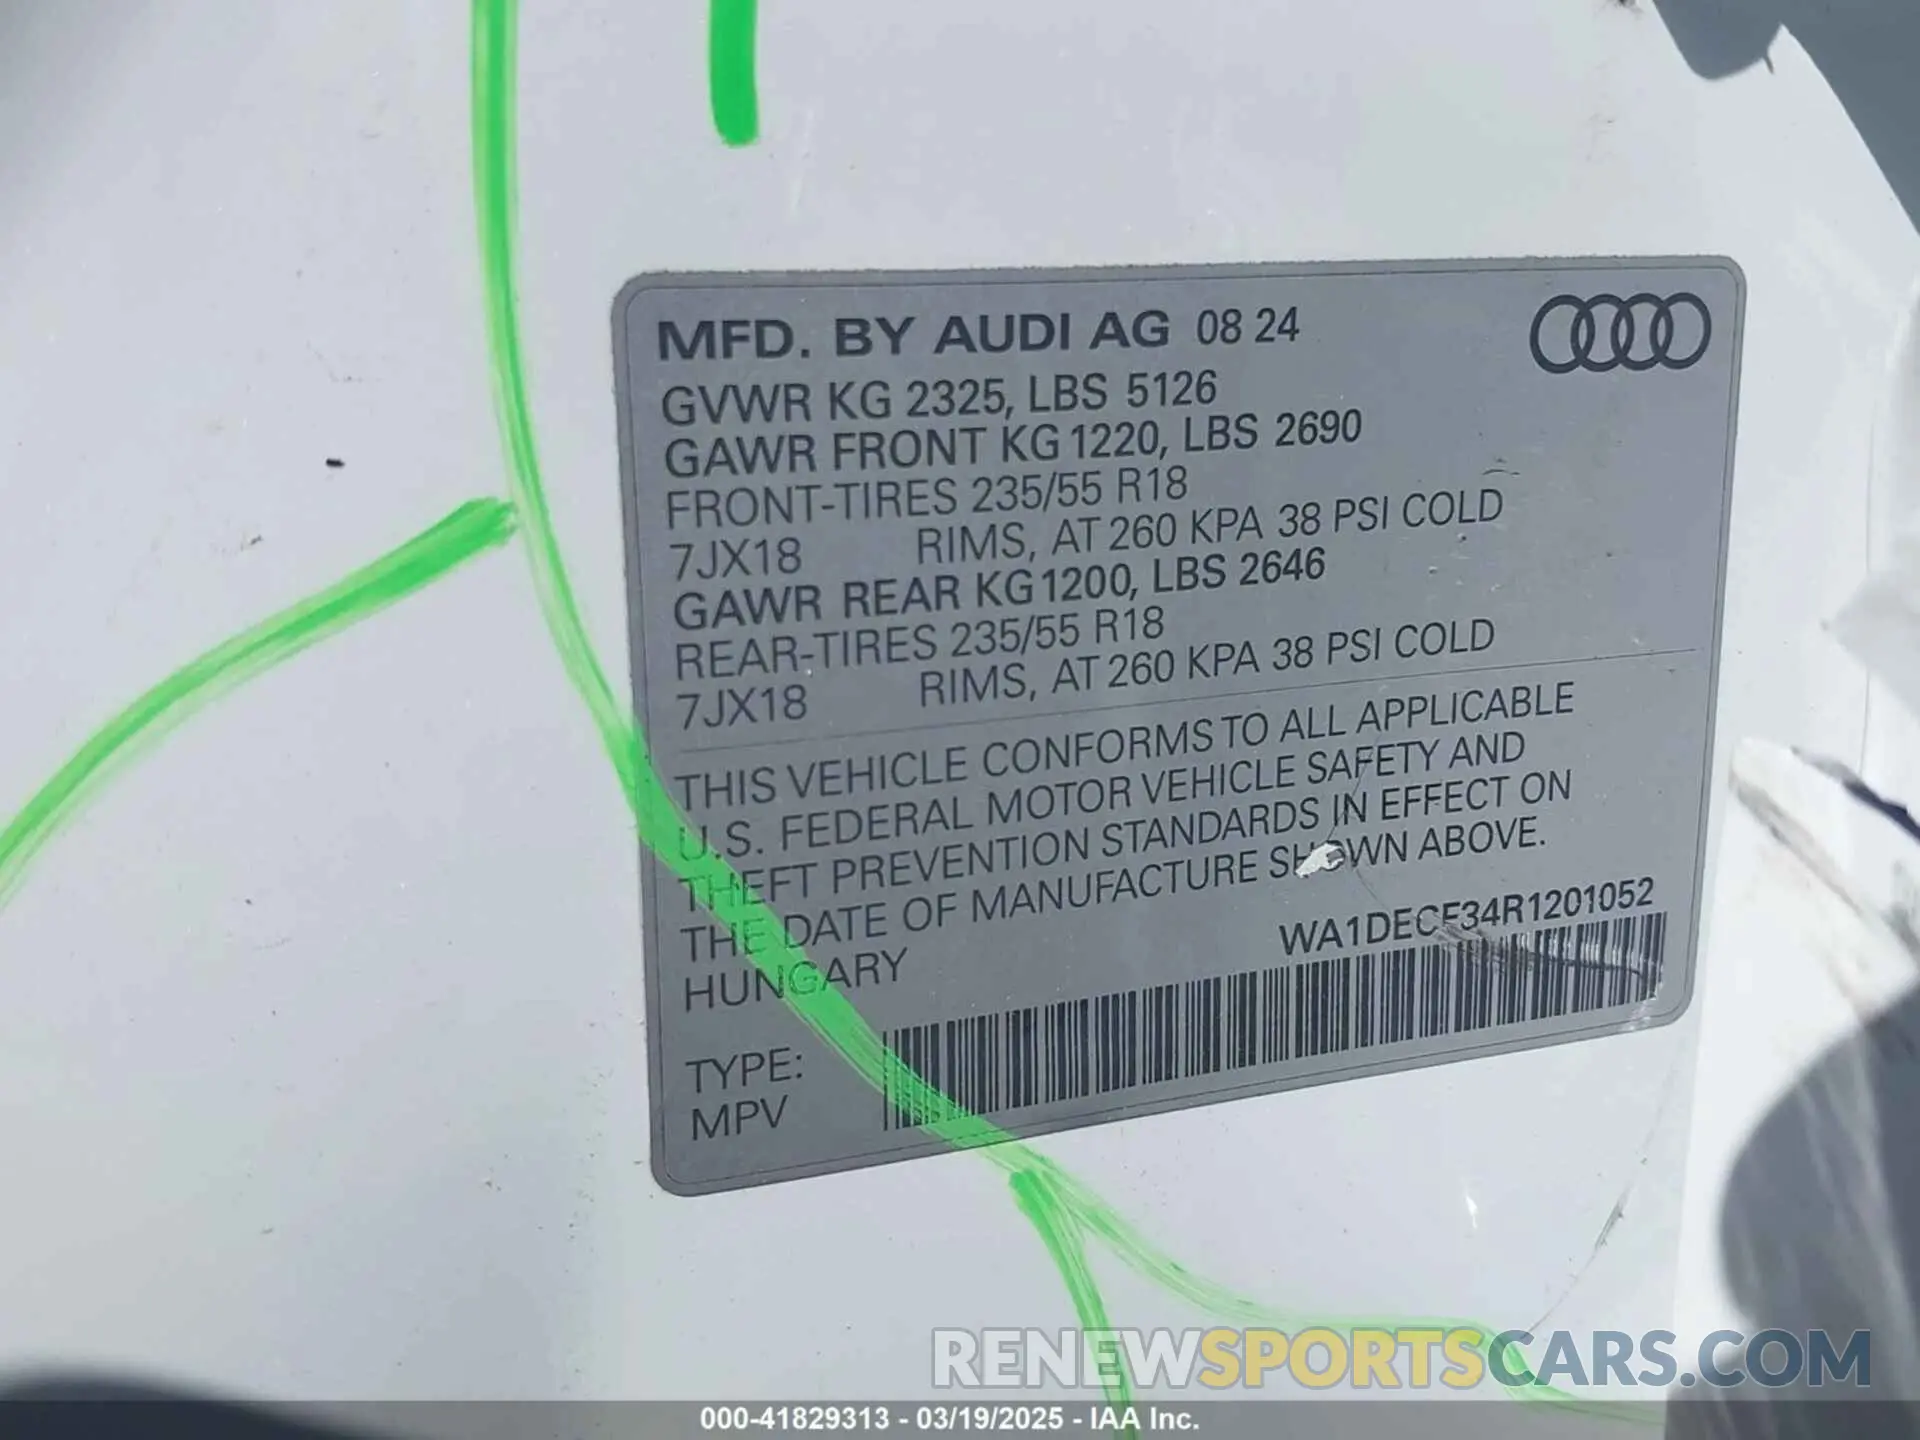 MFD. BY AUDI AG 08 24
GVWR KG 2325, LBS 5126
GAWR FRONT KG 1220, LBS 2690
FRONT-TIRES 235/55 R18
7JX18 RIMS, AT 260 KPA 38 PSI COLD
GAWR REAR KG 1200, LBS 2646
REAR-TIRES 235/55 R18
7JX18 RIMS, AT 260 KPA 38 PSI COLD
THIS VEHICLE CONFORMS TO ALL APPLICABLE
U.S. FEDERAL MOTOR VEHICLE SAFETY AND
THEFT PREVENTION STANDARDS IN EFFECT ON
THE DATE OF MANUFACTURE SHOWN ABOVE.
HUNGARY WA1DECF34R1201052
TYPE:
MPV
RENEWSPORTSCARS.COM
000-41829313 - 03/19/2025 - IAA Inc.